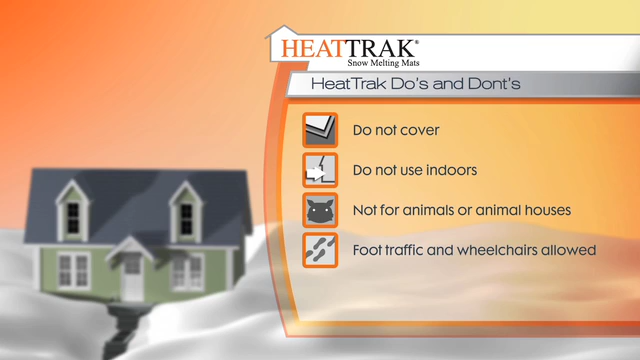 HEATTRAK®
Snow Melting Mats
HeatTrak Do's and Dont's
Do not cover
Do not use indoors
Not for animals or animal houses
Foot traffic and wheelchairs allowed